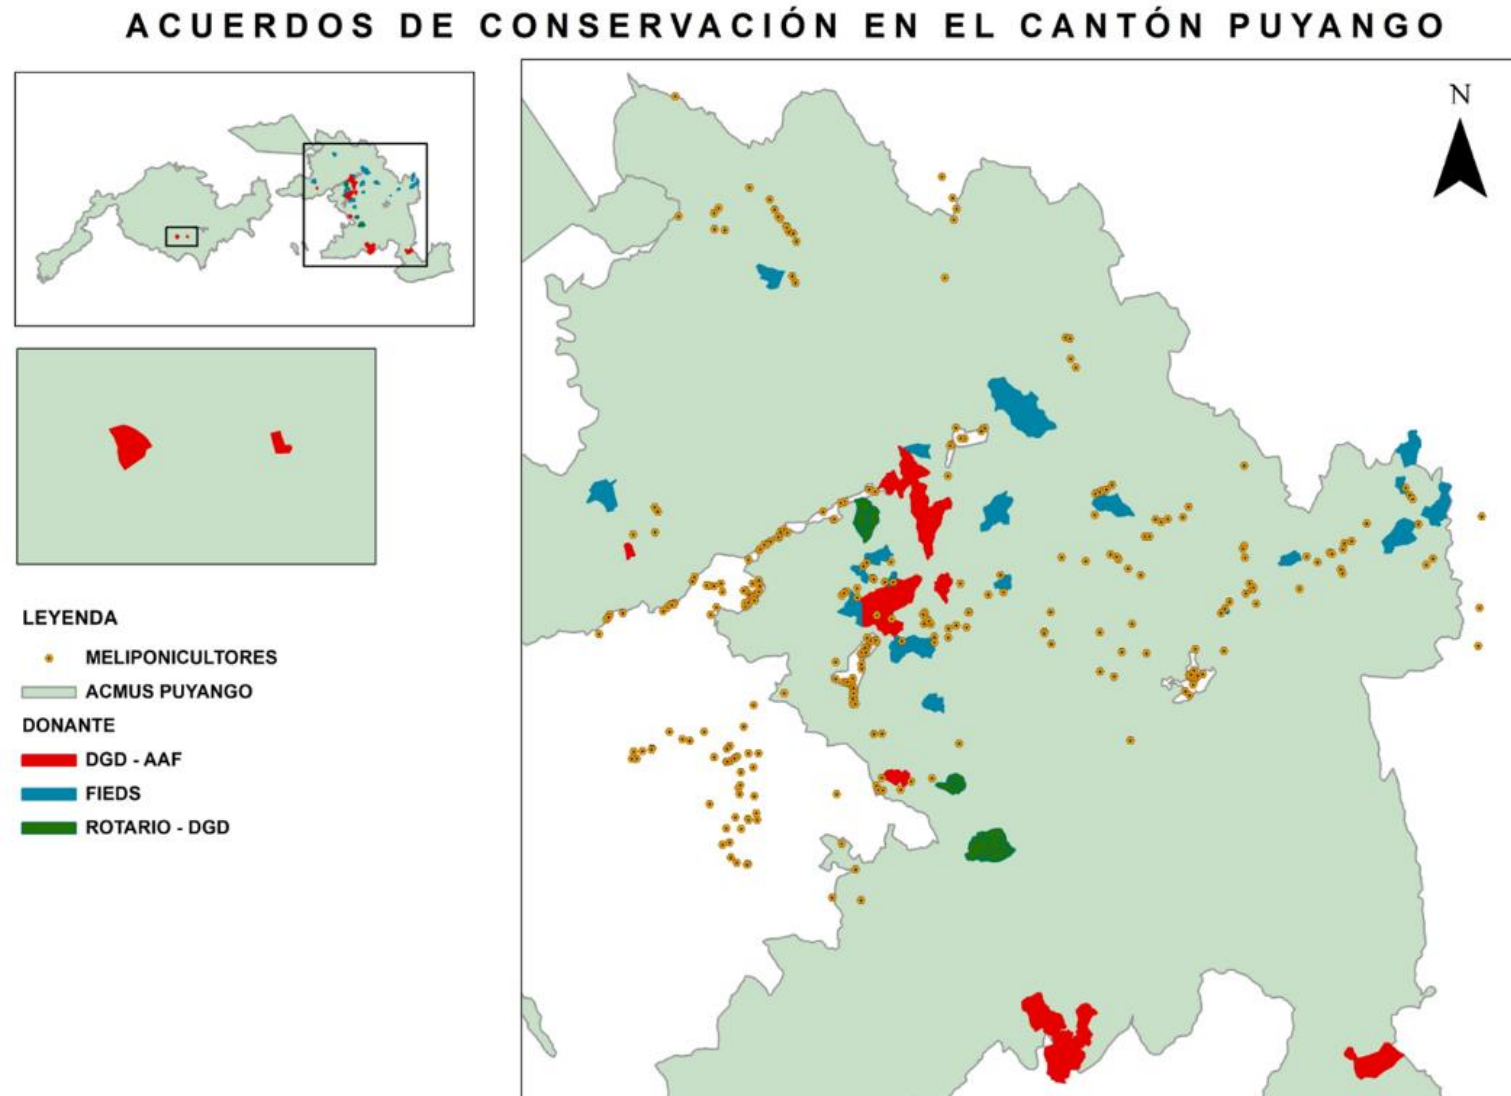 ACUERDOS DE CONSERVACIÓN EN EL CANTÓN PUYANGO
N
LEYENDA
MELIPONICULTORES
ACMUS PUYANGO
DONANTE
DGD - AAF
FIEDS
ROTARIO - DGD